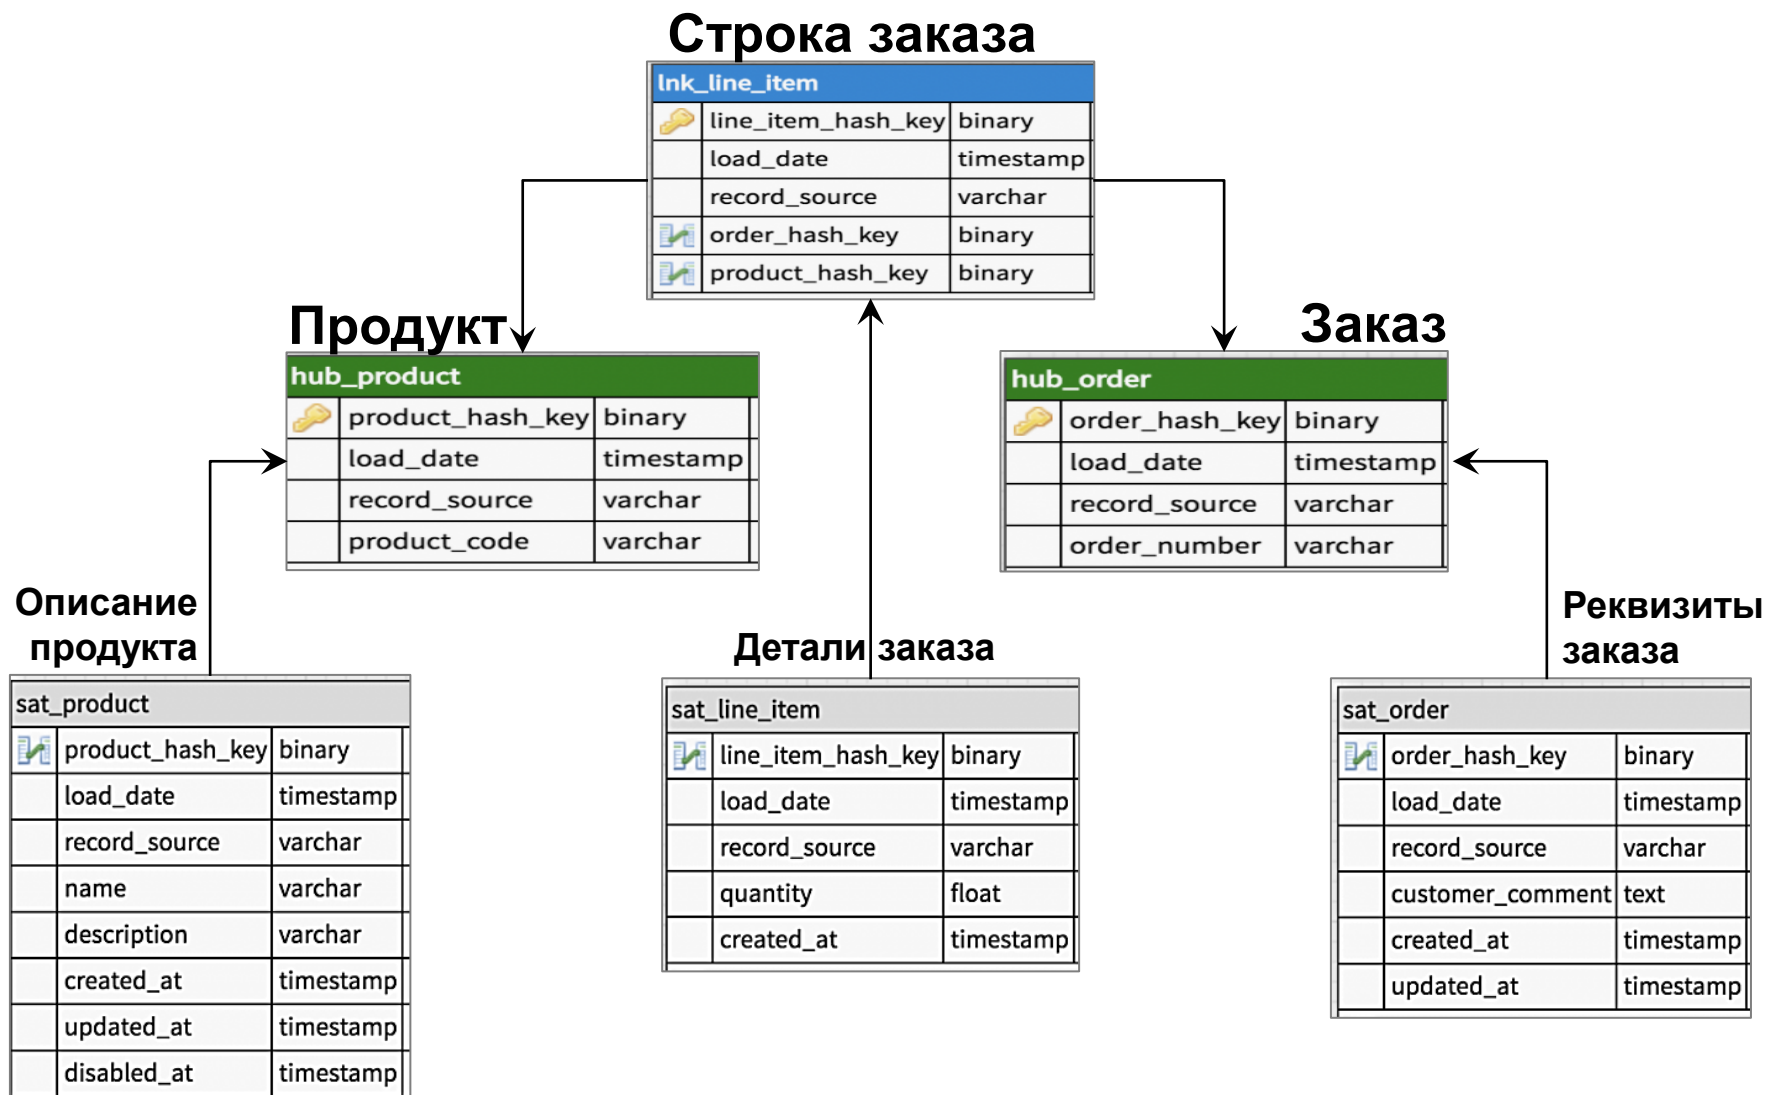 Строка заказа
lnk_line_item
line_item_hash_key binary
load_date timestamp
record_source varchar
order_hash_key binary
product_hash_key binary
Продукт
hub_product
product_hash_key binary
load_date timestamp
record_source varchar
product_code varchar
Заказ
hub_order
order_hash_key binary
load_date timestamp
record_source varchar
order_number varchar
Описание
продукта
sat_product
product_hash_key binary
load_date timestamp
record_source varchar
name varchar
description varchar
created_at timestamp
updated_at timestamp
disabled_at timestamp
Детали заказа
sat_line_item
line_item_hash_key binary
load_date timestamp
record_source varchar
quantity float
created_at timestamp
Реквизиты
заказа
sat_order
order_hash_key binary
load_date timestamp
record_source varchar
customer_comment text
created_at timestamp
updated_at timestamp